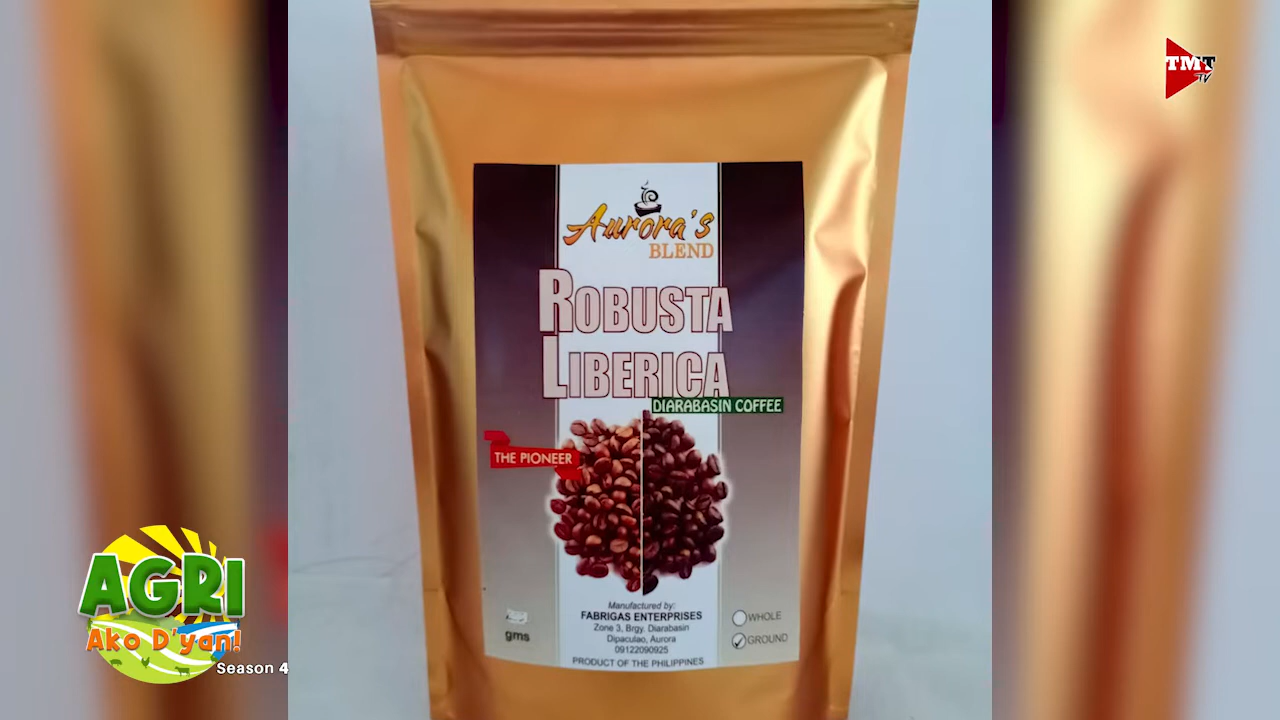 TMT
TV
Aurora's
BLEND
ROBUSTA
LIBERICA
DIARABASIN COFFEE
THE PIONEER
Manufactured by:
FABRIGAS ENTERPRISES
Zone 3, Brgy. Diarabasin
Dipaculao, Aurora
09122090925
PRODUCT OF THE PHILIPPINES
gms
WHOLE
GROUND
AGRI
Ako D'yan!
Season 4